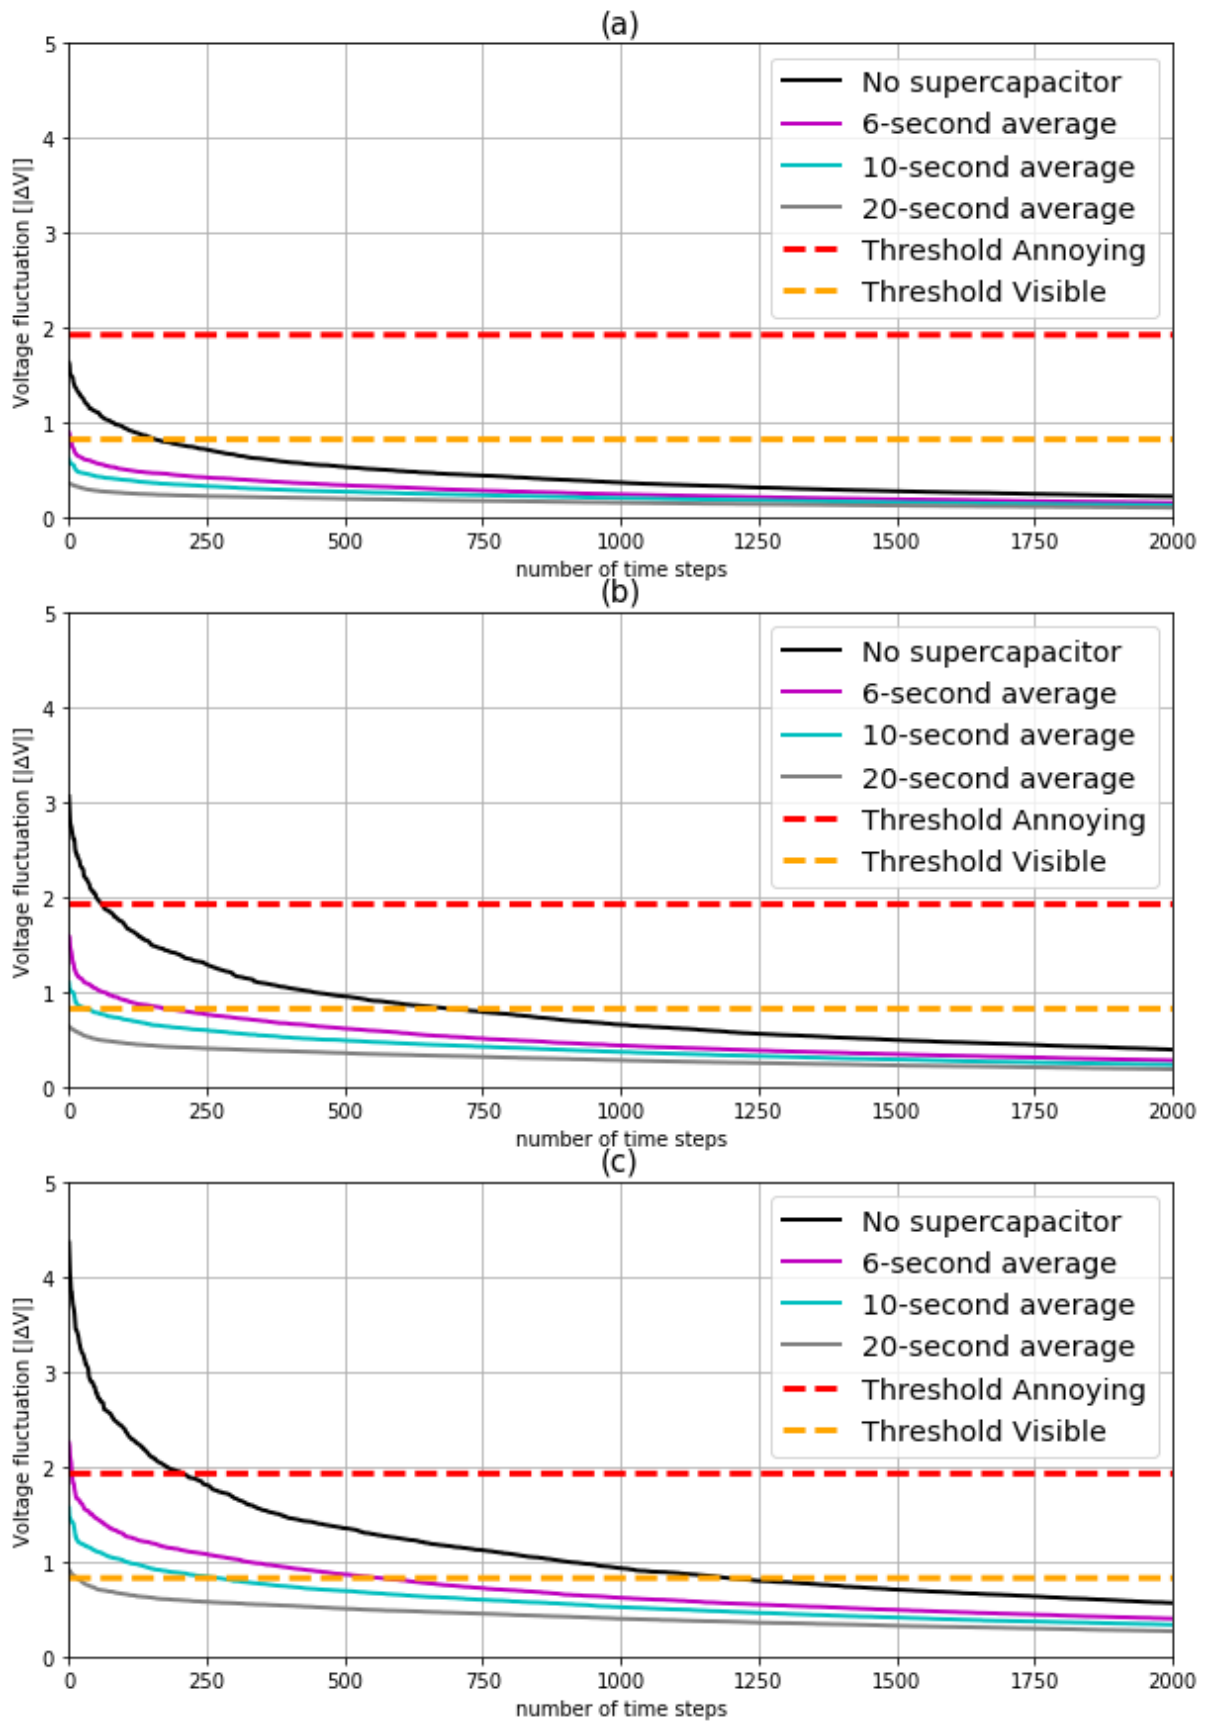 (a)
Voltage fluctuation [|ΔV|]
5
4
3
2
1
0
No supercapacitor
6-second average
10-second average
20-second average
Threshold Annoying
Threshold Visible
0 250 500 750 1000 1250 1500 1750 2000
number of time steps
(b)
Voltage fluctuation [|ΔV|]
5
4
3
2
1
0
No supercapacitor
6-second average
10-second average
20-second average
Threshold Annoying
Threshold Visible
0 250 500 750 1000 1250 1500 1750 2000
number of time steps
(c)
Voltage fluctuation [|ΔV|]
5
4
3
2
1
0
No supercapacitor
6-second average
10-second average
20-second average
Threshold Annoying
Threshold Visible
0 250 500 750 1000 1250 1500 1750 2000
number of time steps